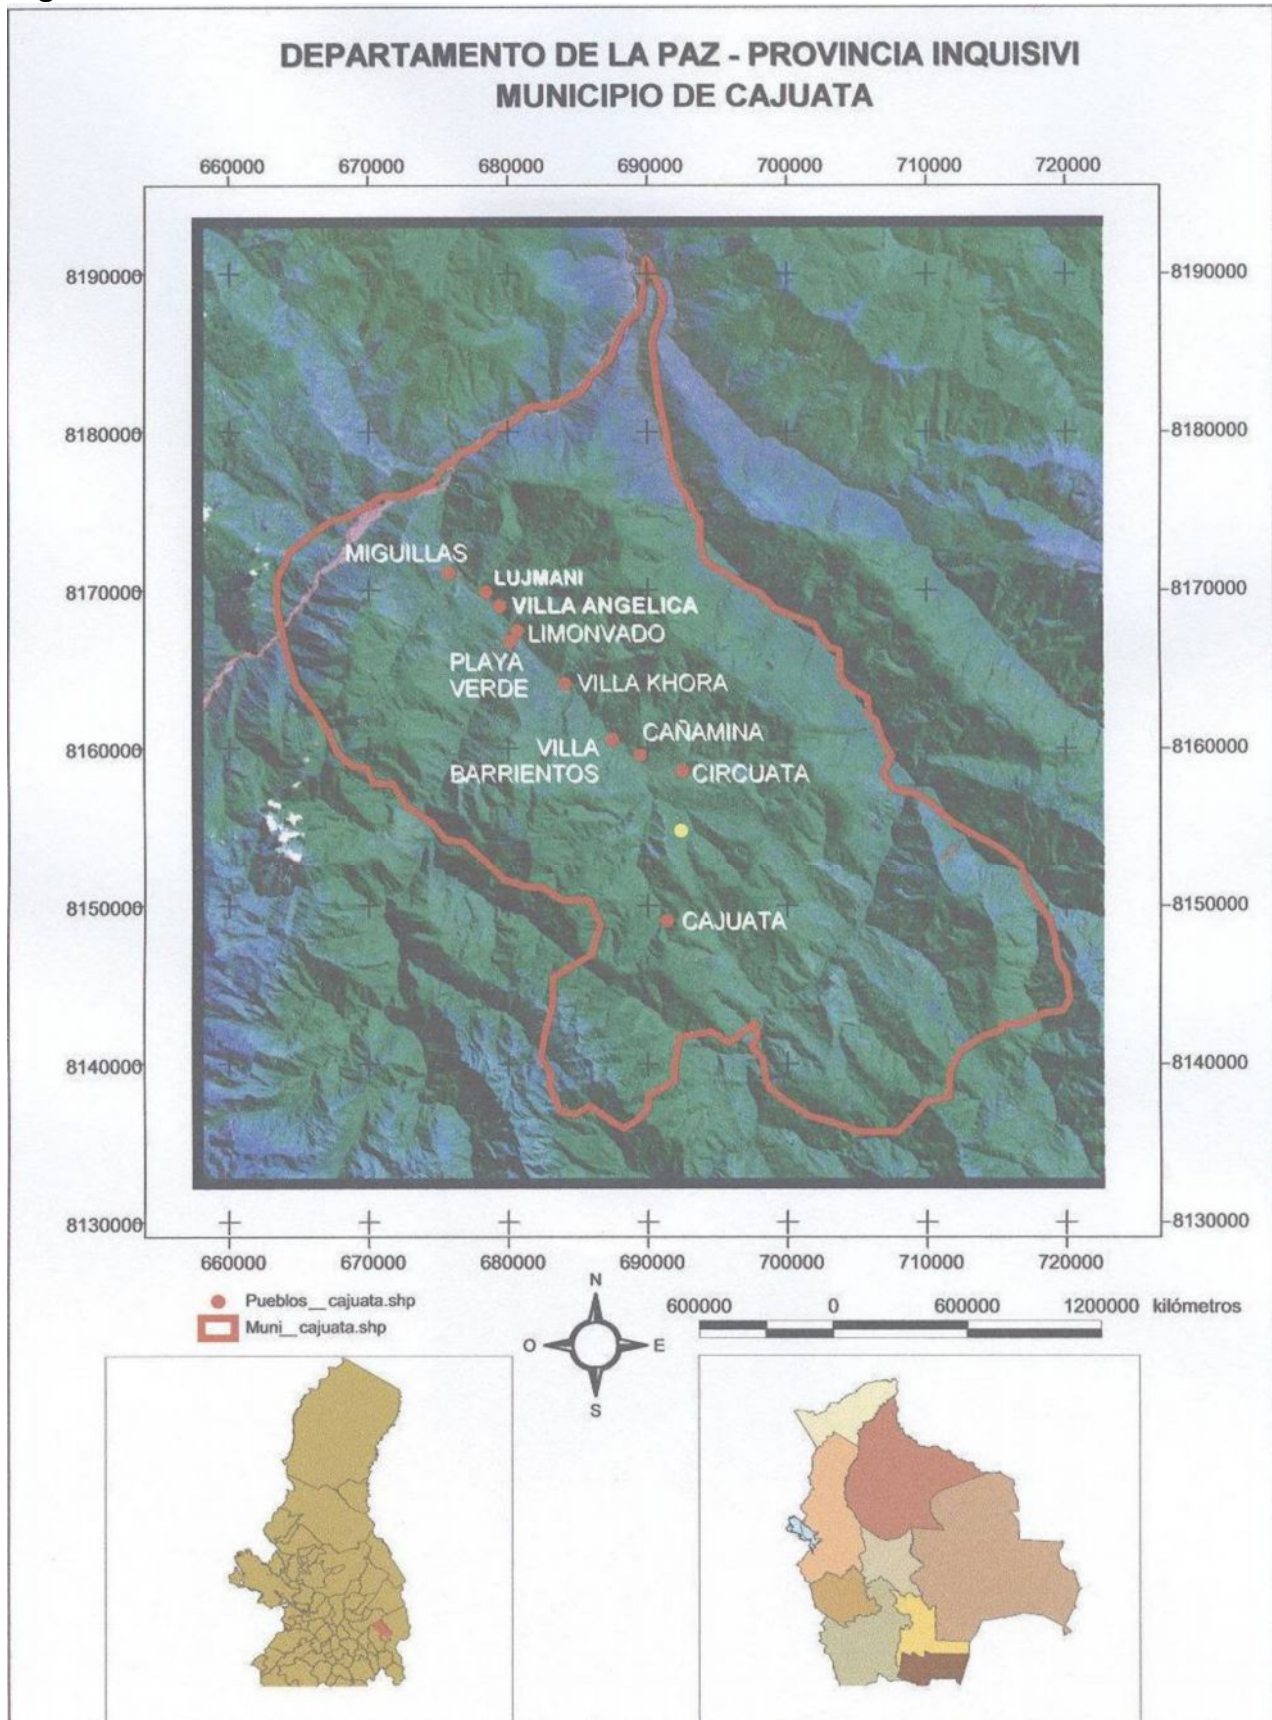 DEPARTAMENTO DE LA PAZ - PROVINCIA INQUISIVI
MUNICIPIO DE CAJUATA
660000 670000 680000 690000 700000 710000 720000
8190000 8190000
8180000 8180000
MIGUILLAS
LUJMANI
8170000 8170000
VILLA ANGELICA
LIMONVADO
PLAYA
VERDE
VILLA KHORA
CAÑAMINA
8160000 8160000
VILLA
BARRIENTOS
CIRCUATA
8150000 8150000
CAJUATA
8140000 8140000
8130000 8130000
660000 670000 680000 690000 700000 710000 720000
Pueblos__cajuata.shp
Muni__cajuata.shp
N
O E
S
600000 0 600000 1200000 kilómetros